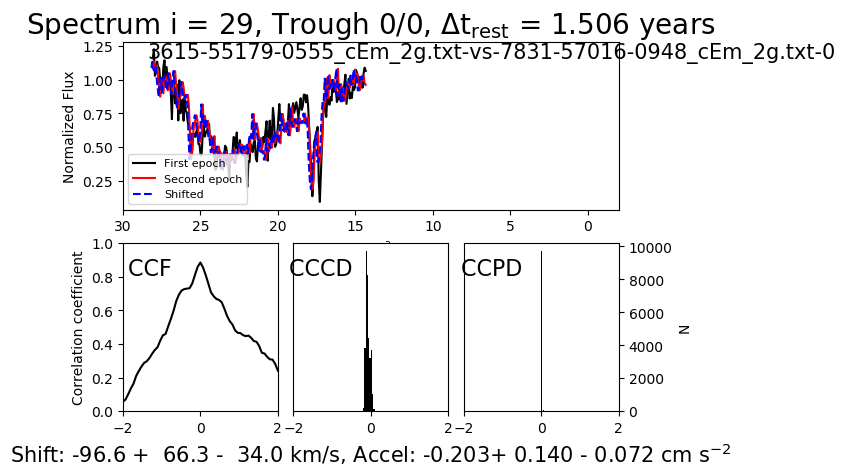 Spectrum i = 29, Trough 0/0, Δt_rest = 1.506 years
3615-55179-0555_cEm_2g.txt-vs-7831-57016-0948_cEm_2g.txt-0
Normalized Flux
1.25
1.00
0.75
0.50
0.25
First epoch
Second epoch
Shifted
30 25 20 15 10 5 0
Correlation coefficient
1.0
0.8
0.6
0.4
0.2
0.0
CCF
CCCD
CCPD
10000
8000
6000
4000
2000
0
N
−2 0 2
−2 0 2
−2 0 2
Shift: -96.6 + 66.3 - 34.0 km/s, Accel: -0.203+ 0.140 - 0.072 cm s⁻²